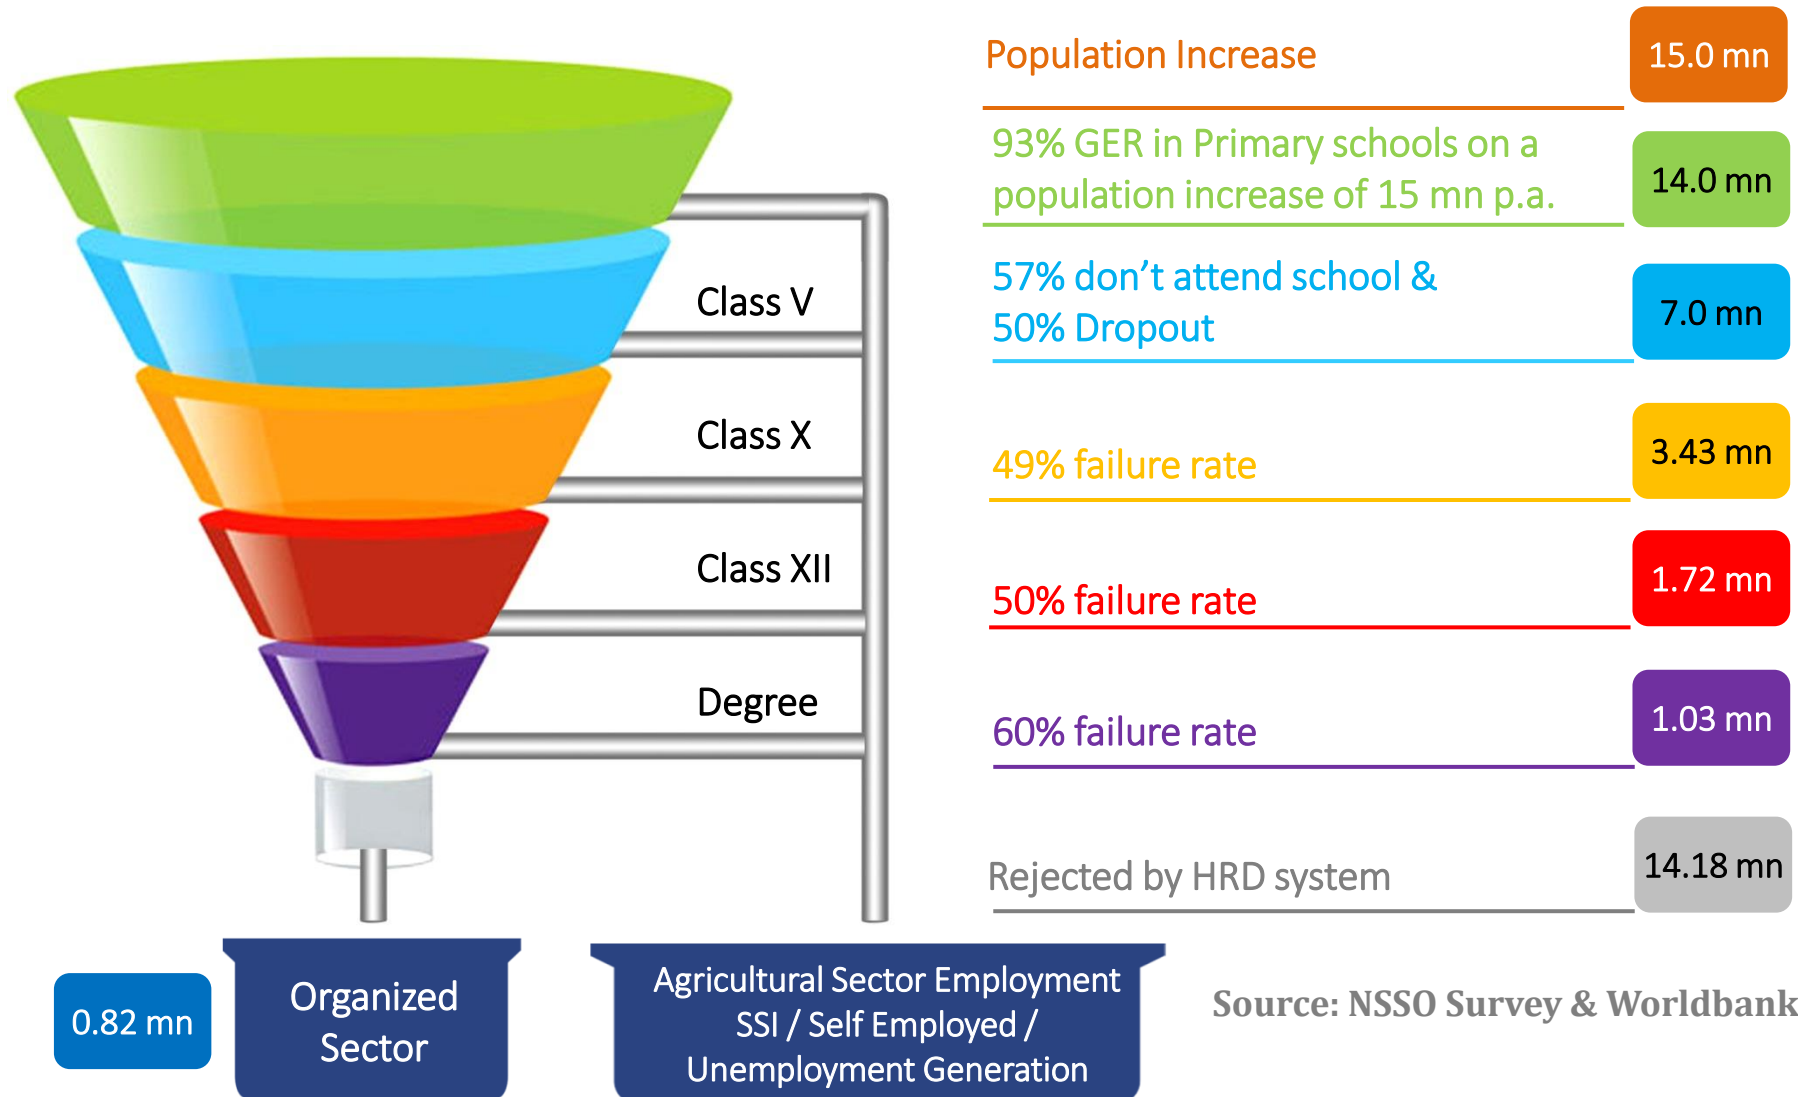 Population Increase
15.0 mn
93% GER in Primary schools on a
population increase of 15 mn p.a.
14.0 mn
Class V
57% don’t attend school &
50% Dropout
7.0 mn
Class X
49% failure rate
3.43 mn
Class XII
50% failure rate
1.72 mn
Degree
60% failure rate
1.03 mn
Rejected by HRD system
14.18 mn
0.82 mn
Organized
Sector
Agricultural Sector Employment
SSI / Self Employed /
Unemployment Generation
Source: NSSO Survey & Worldbank